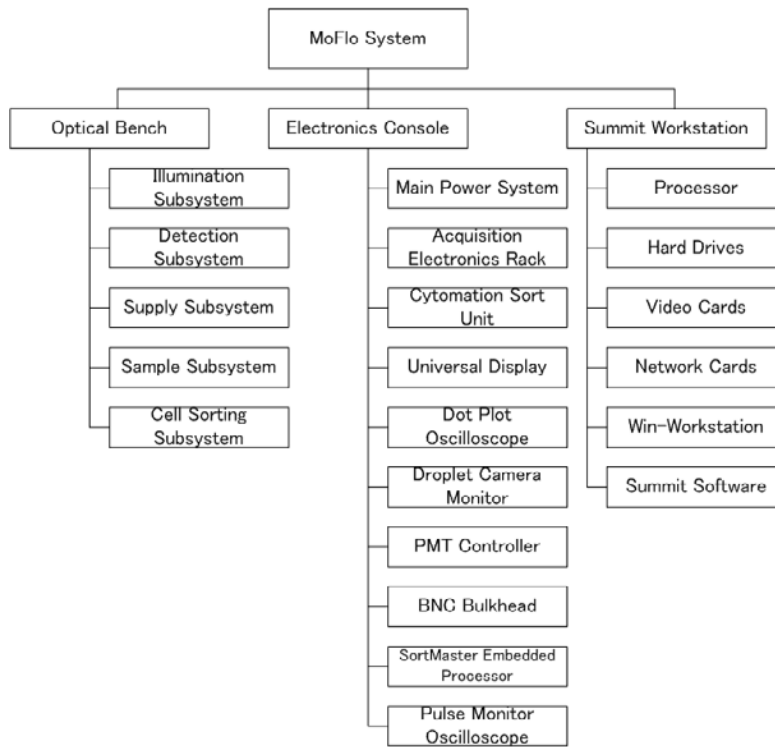 MoFlo System
Optical Bench
Electronics Console
Summit Workstation
Illumination
Subsystem
Detection
Subsystem
Supply Subsystem
Sample Subsystem
Cell Sorting
Subsystem
Main Power System
Acquisition
Electronics Rack
Cytomation Sort
Unit
Universal Display
Dot Plot
Oscilloscope
Droplet Camera
Monitor
PMT Controller
BNC Bulkhead
SortMaster Embedded
Processor
Pulse Monitor
Oscilloscope
Processor
Hard Drives
Video Cards
Network Cards
Win-Workstation
Summit Software